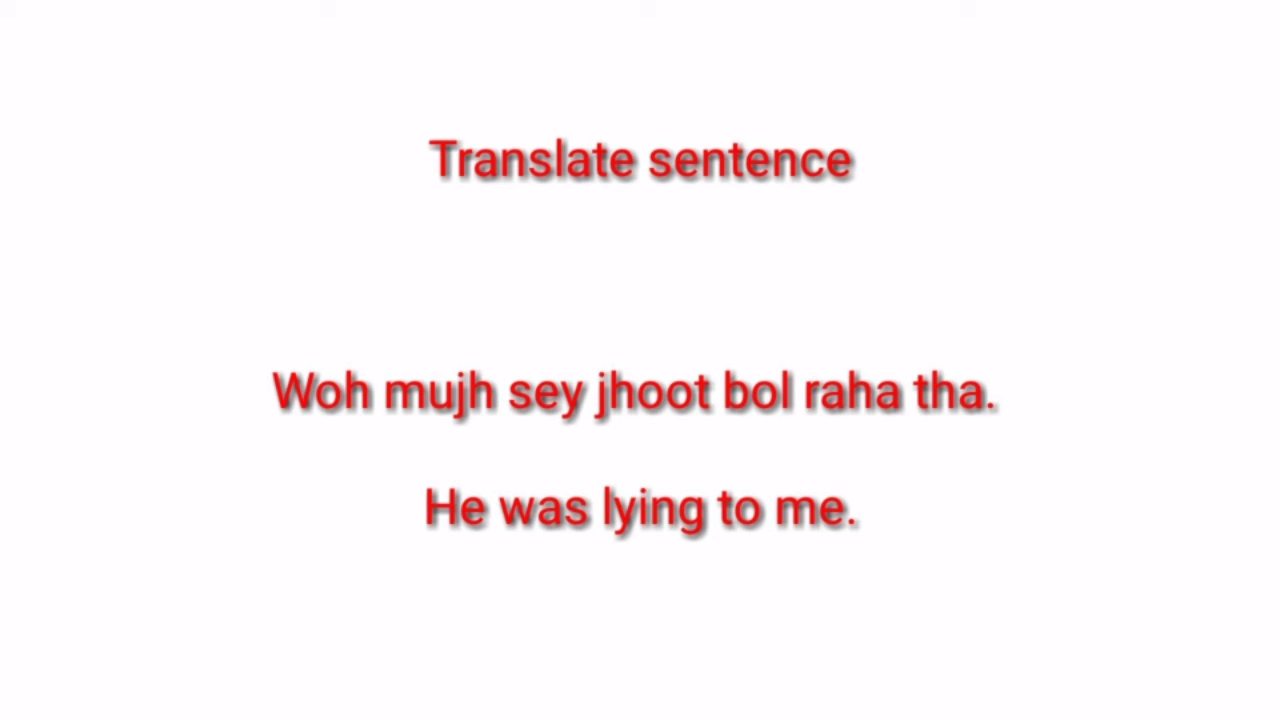 Translate sentence
Woh mujh sey jhoot bol raha tha.
He was lying to me.